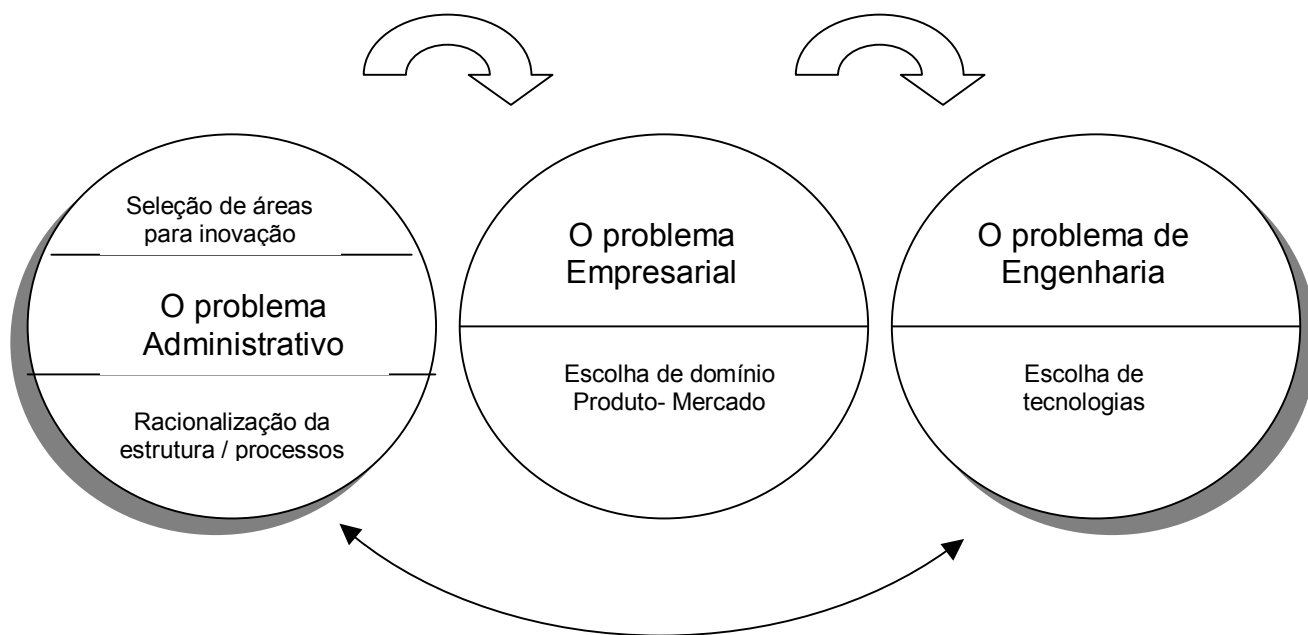 Seleção de áreas
para inovação
O problema
Administrativo
Racionalização da
estrutura / processos
O problema
Empresarial
Escolha de domínio
Produto- Mercado
O problema de
Engenharia
Escolha de
tecnologias